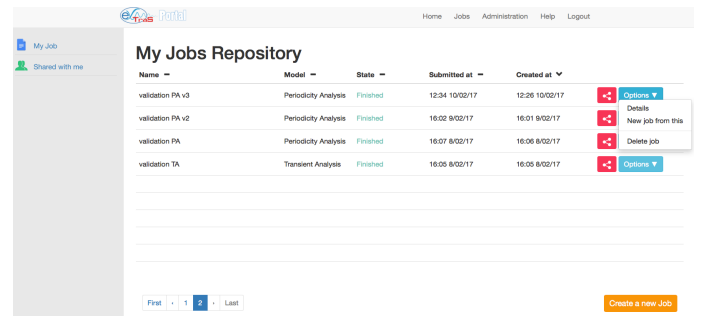 eXTraS Portal Home Jobs Administration Help Logout
My Job
Shared with me
My Jobs Repository
Name Model State Submitted at Created at
validation PA v3 Periodicity Analysis Finished 12:34 10/02/17 12:26 10/02/17 Options ▼
Details
New job from this
Delete job
validation PA v2 Periodicity Analysis Finished 16:02 9/02/17 16:01 9/02/17
validation PA Periodicity Analysis Finished 16:07 8/02/17 16:06 8/02/17
validation TA Transient Analysis Finished 16:05 8/02/17 16:05 8/02/17 Options ▼
First ‹ 1 2 › Last
Create a new Job